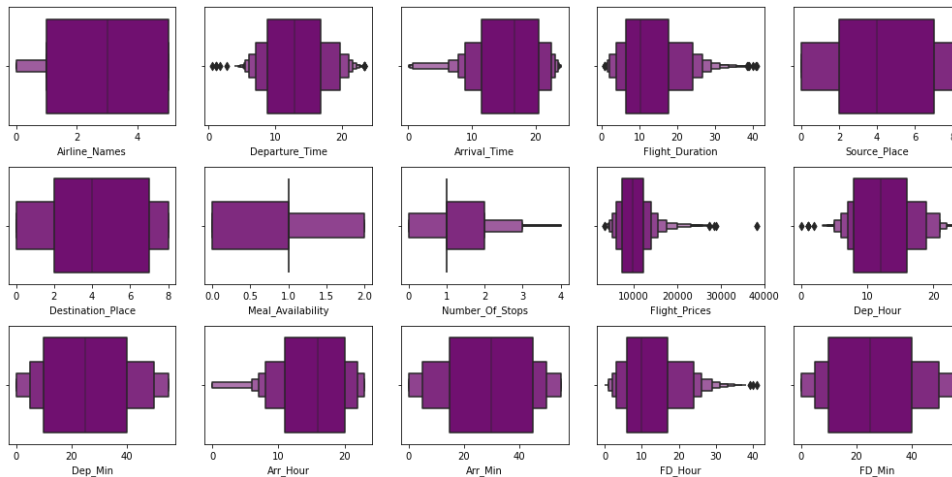 0 2 4
Airline_Names
0 10 20
Departure_Time
0 10 20
Arrival_Time
0 10 20 30 40
Flight_Duration
0 2 4 6 8
Source_Place
0 2 4 6 8
Destination_Place
0.0 0.5 1.0 1.5 2.0
Meal_Availability
0 1 2 3 4
Number_Of_Stops
10000 20000 30000 40000
Flight_Prices
0 10 20
Dep_Hour
0 20 40
Dep_Min
0 10 20
Arr_Hour
0 20 40
Arr_Min
0 10 20 30 40
FD_Hour
0 20 40
FD_Min